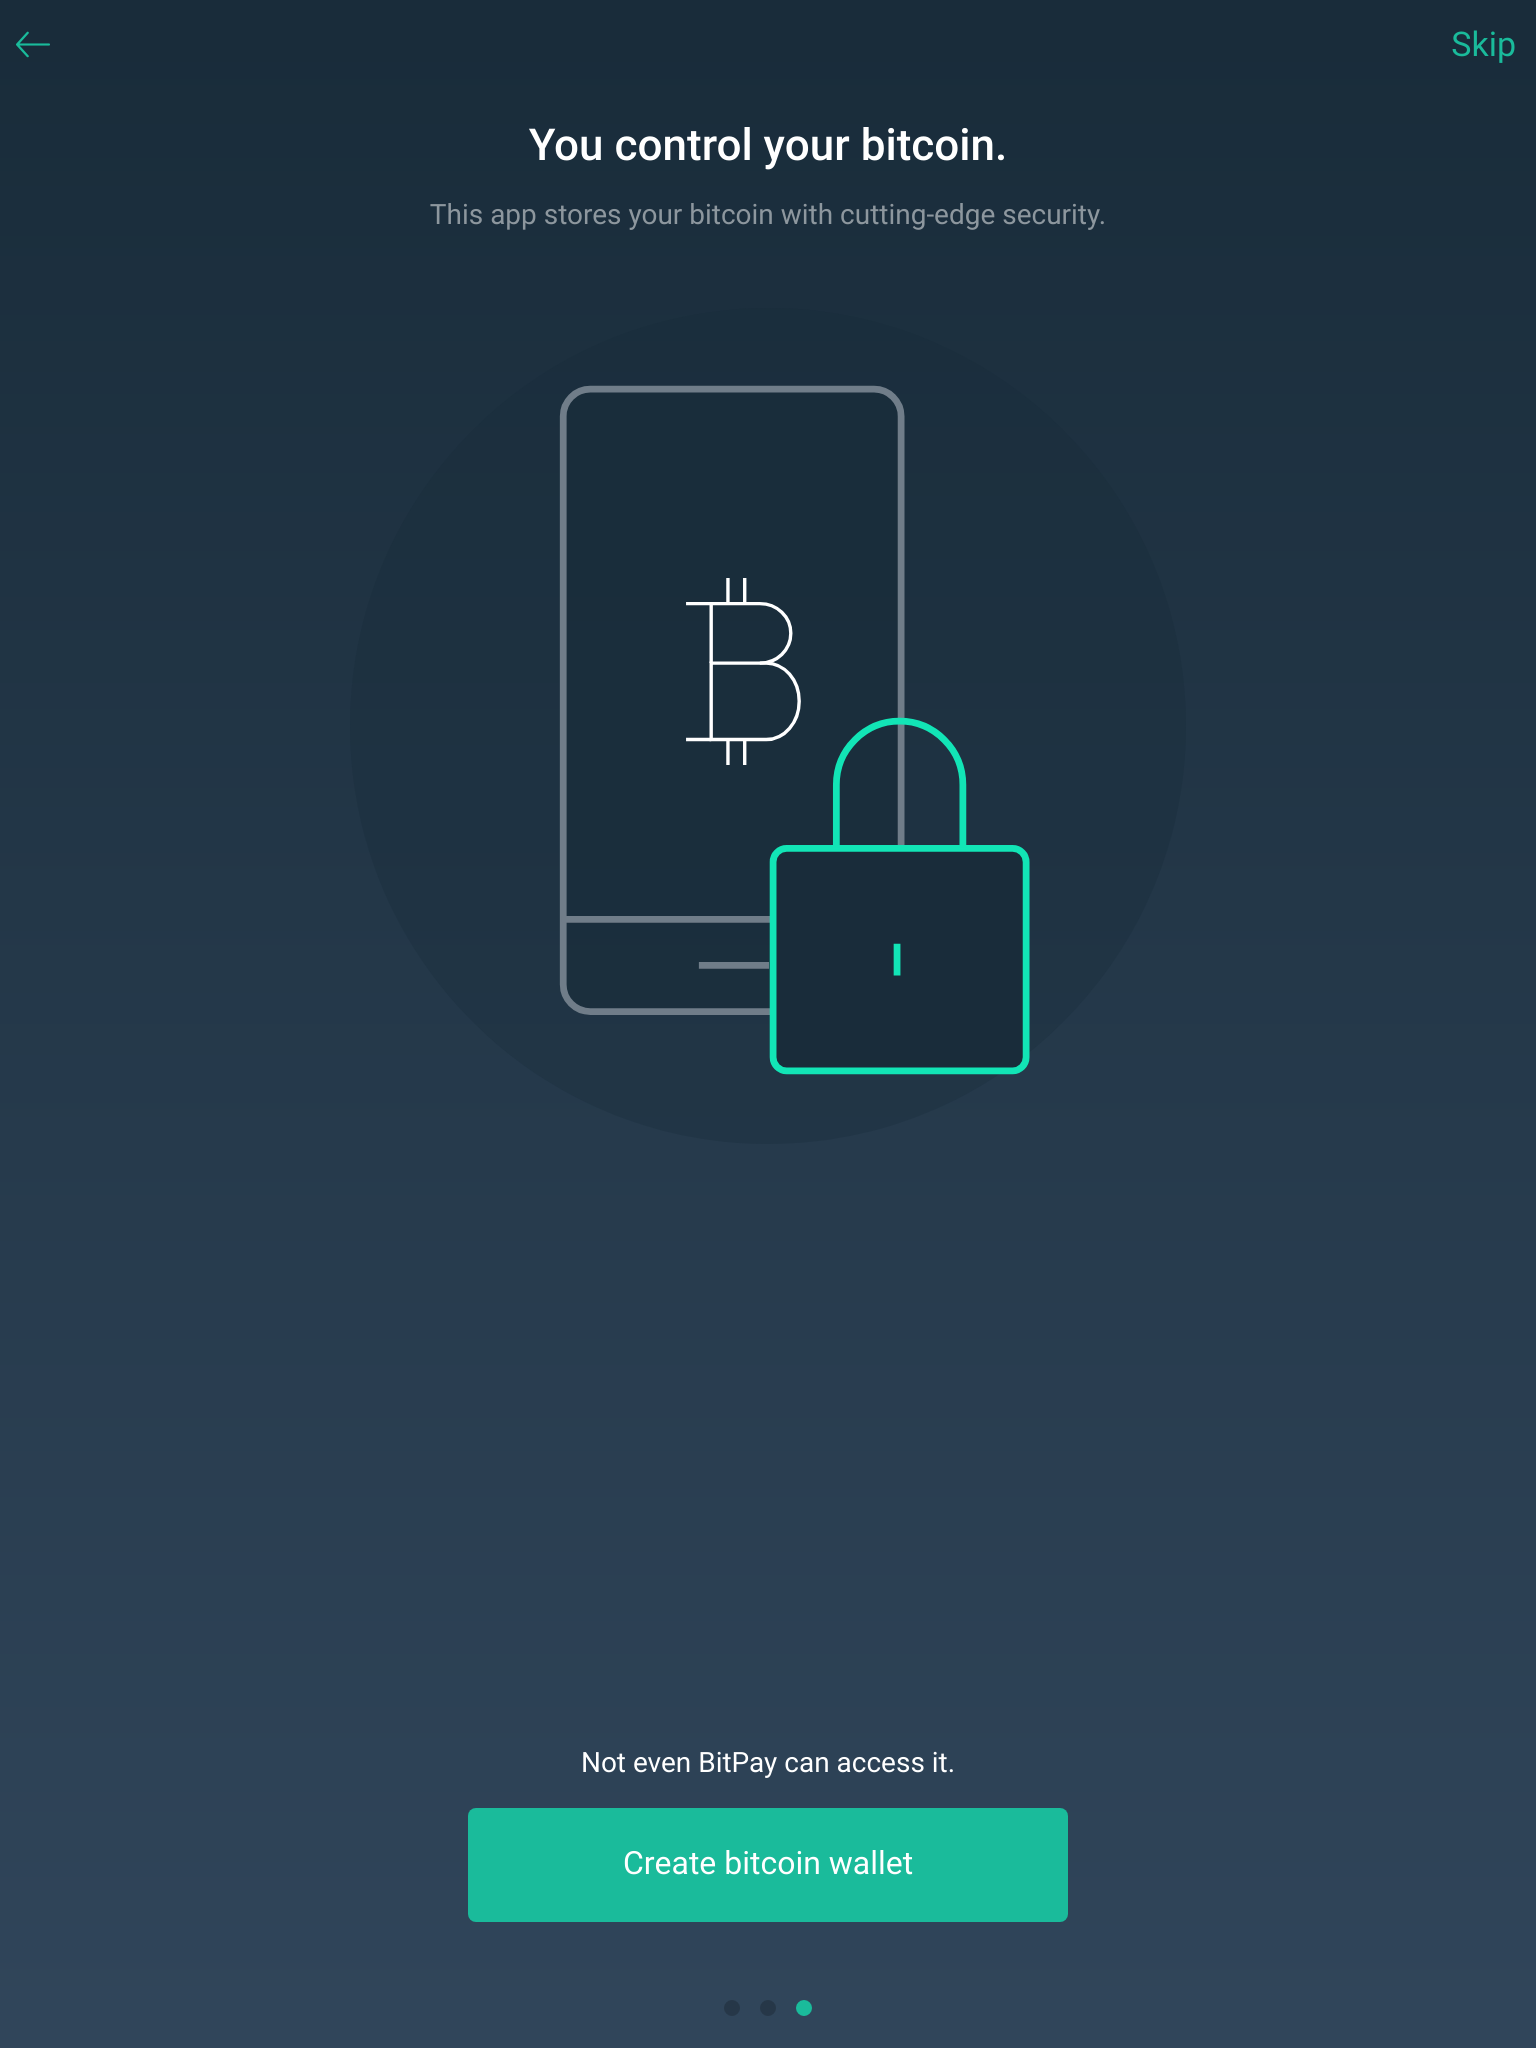 Skip
You control your bitcoin.
This app stores your bitcoin with cutting-edge security.
Not even BitPay can access it.
Create bitcoin wallet